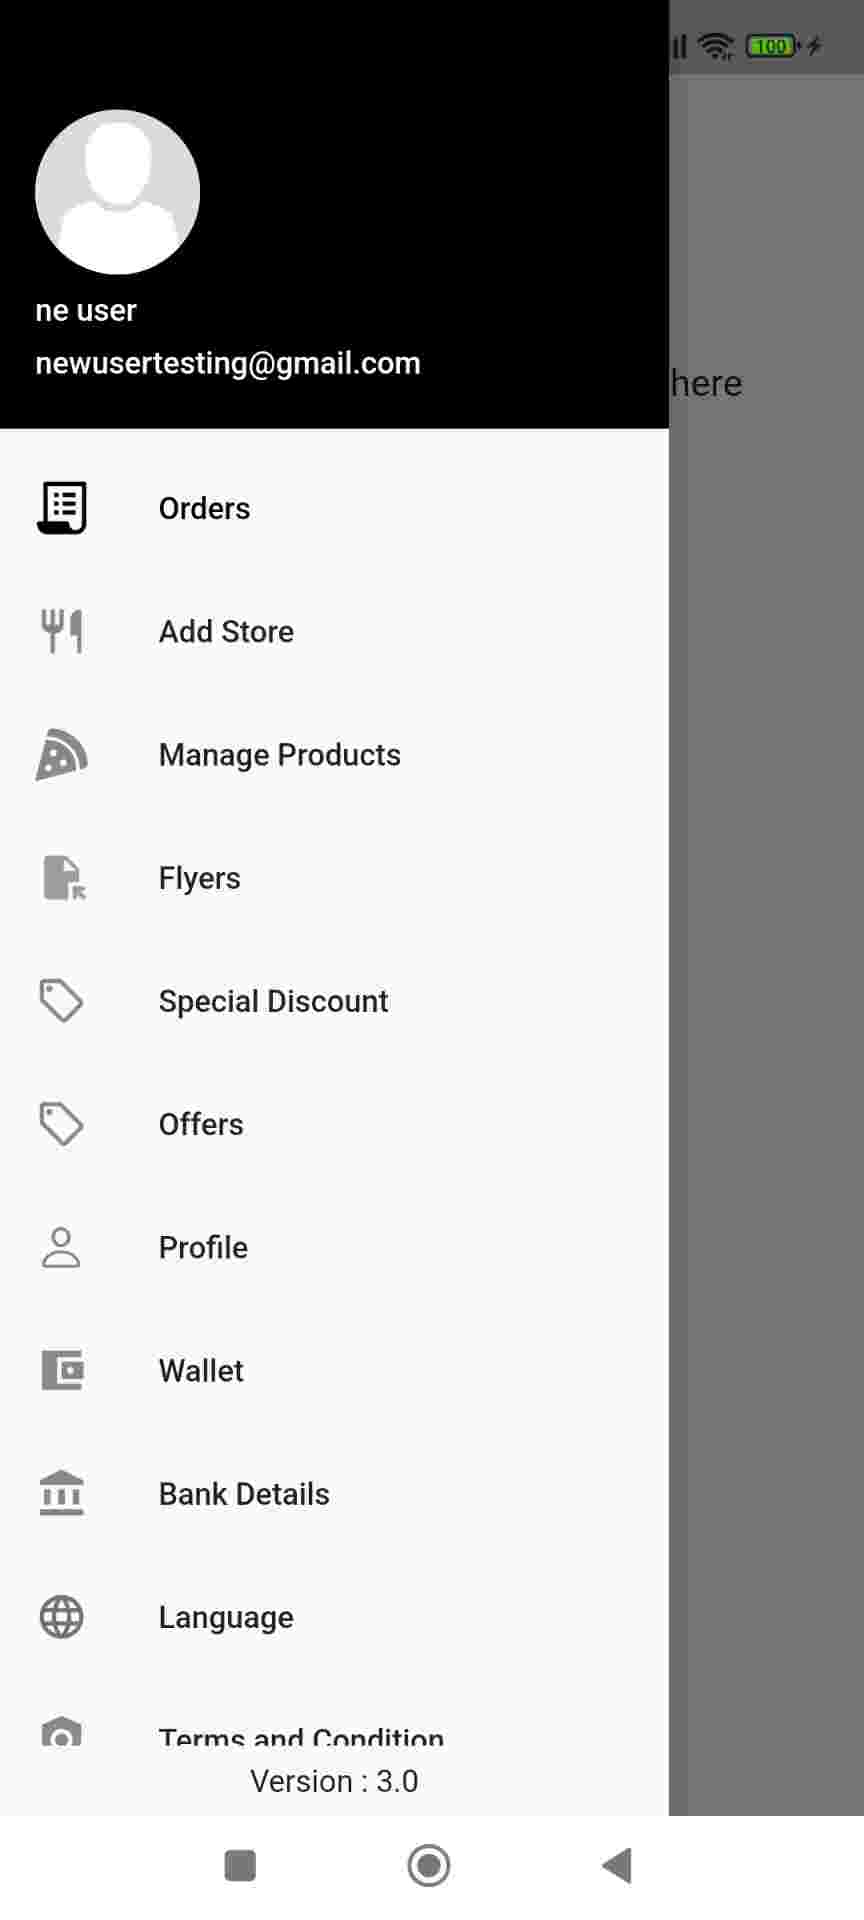 100
ne user
newusertesting@gmail.com
here
Orders
Add Store
Manage Products
Flyers
Special Discount
Offers
Profile
Wallet
Bank Details
Language
Terms and Condition
Version : 3.0